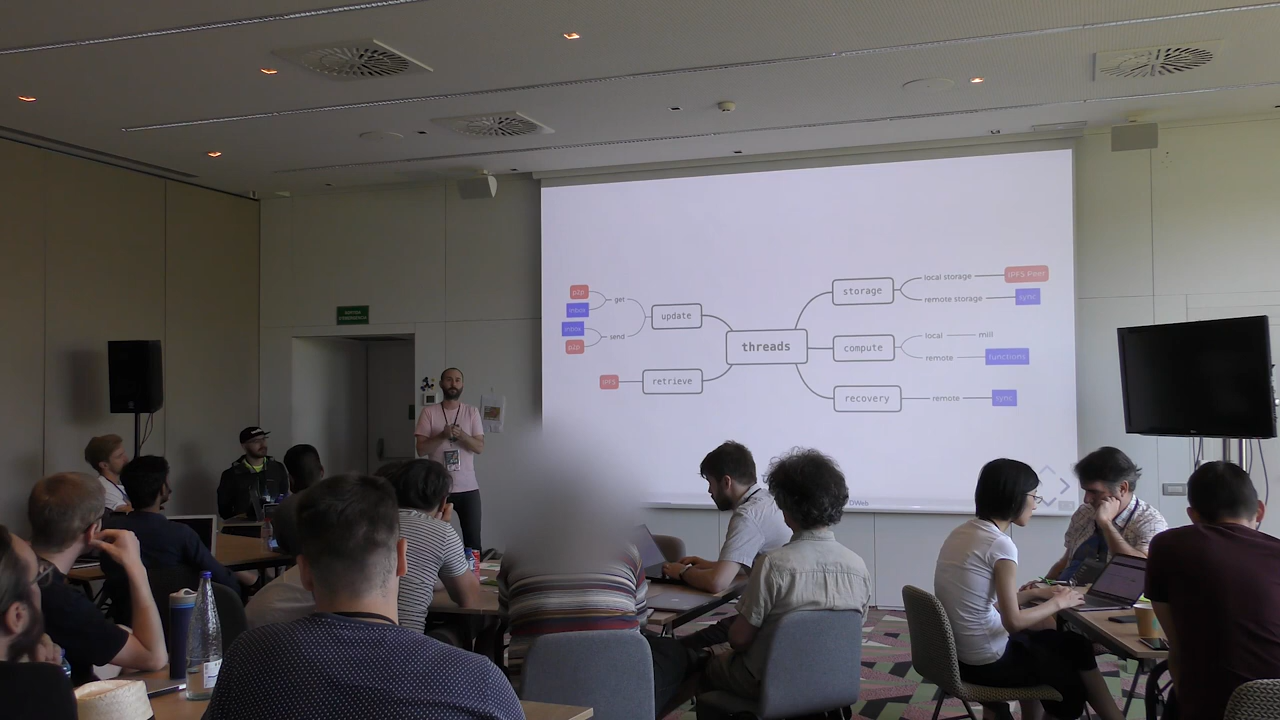 storage
local storage
IPFS Peer
remote storage
sync
p2p
inbox
get
update
inbox
send
p2p
threads
compute
local
mill
remote
functions
IPFS
retrieve
recovery
remote
sync
DWeb